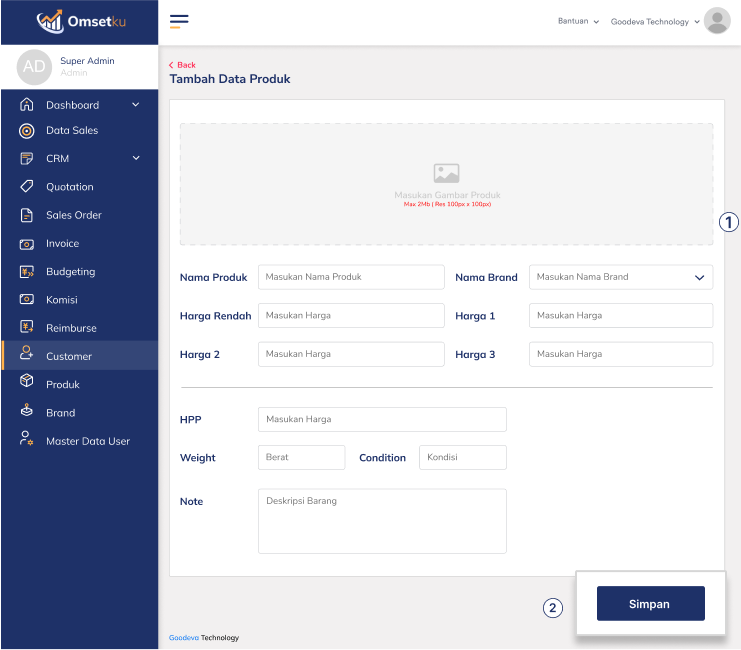 Omsetku
Bantuan
Goodeva Technology
AD
Super Admin
Admin
Dashboard
Data Sales
CRM
Quotation
Sales Order
Invoice
Budgeting
Komisi
Reimburse
Customer
Produk
Brand
Master Data User
Back
Tambah Data Produk
Masukan Gambar Produk
Max 2Mb ( Res 100px x 100px)
1
Nama Produk Masukan Nama Produk Nama Brand Masukan Nama Brand
Harga Rendah Masukan Harga Harga 1 Masukan Harga
Harga 2 Masukan Harga Harga 3 Masukan Harga
HPP Masukan Harga
Weight Berat Condition Kondisi
Note Deskripsi Barang
2 Simpan
Goodeva Technology